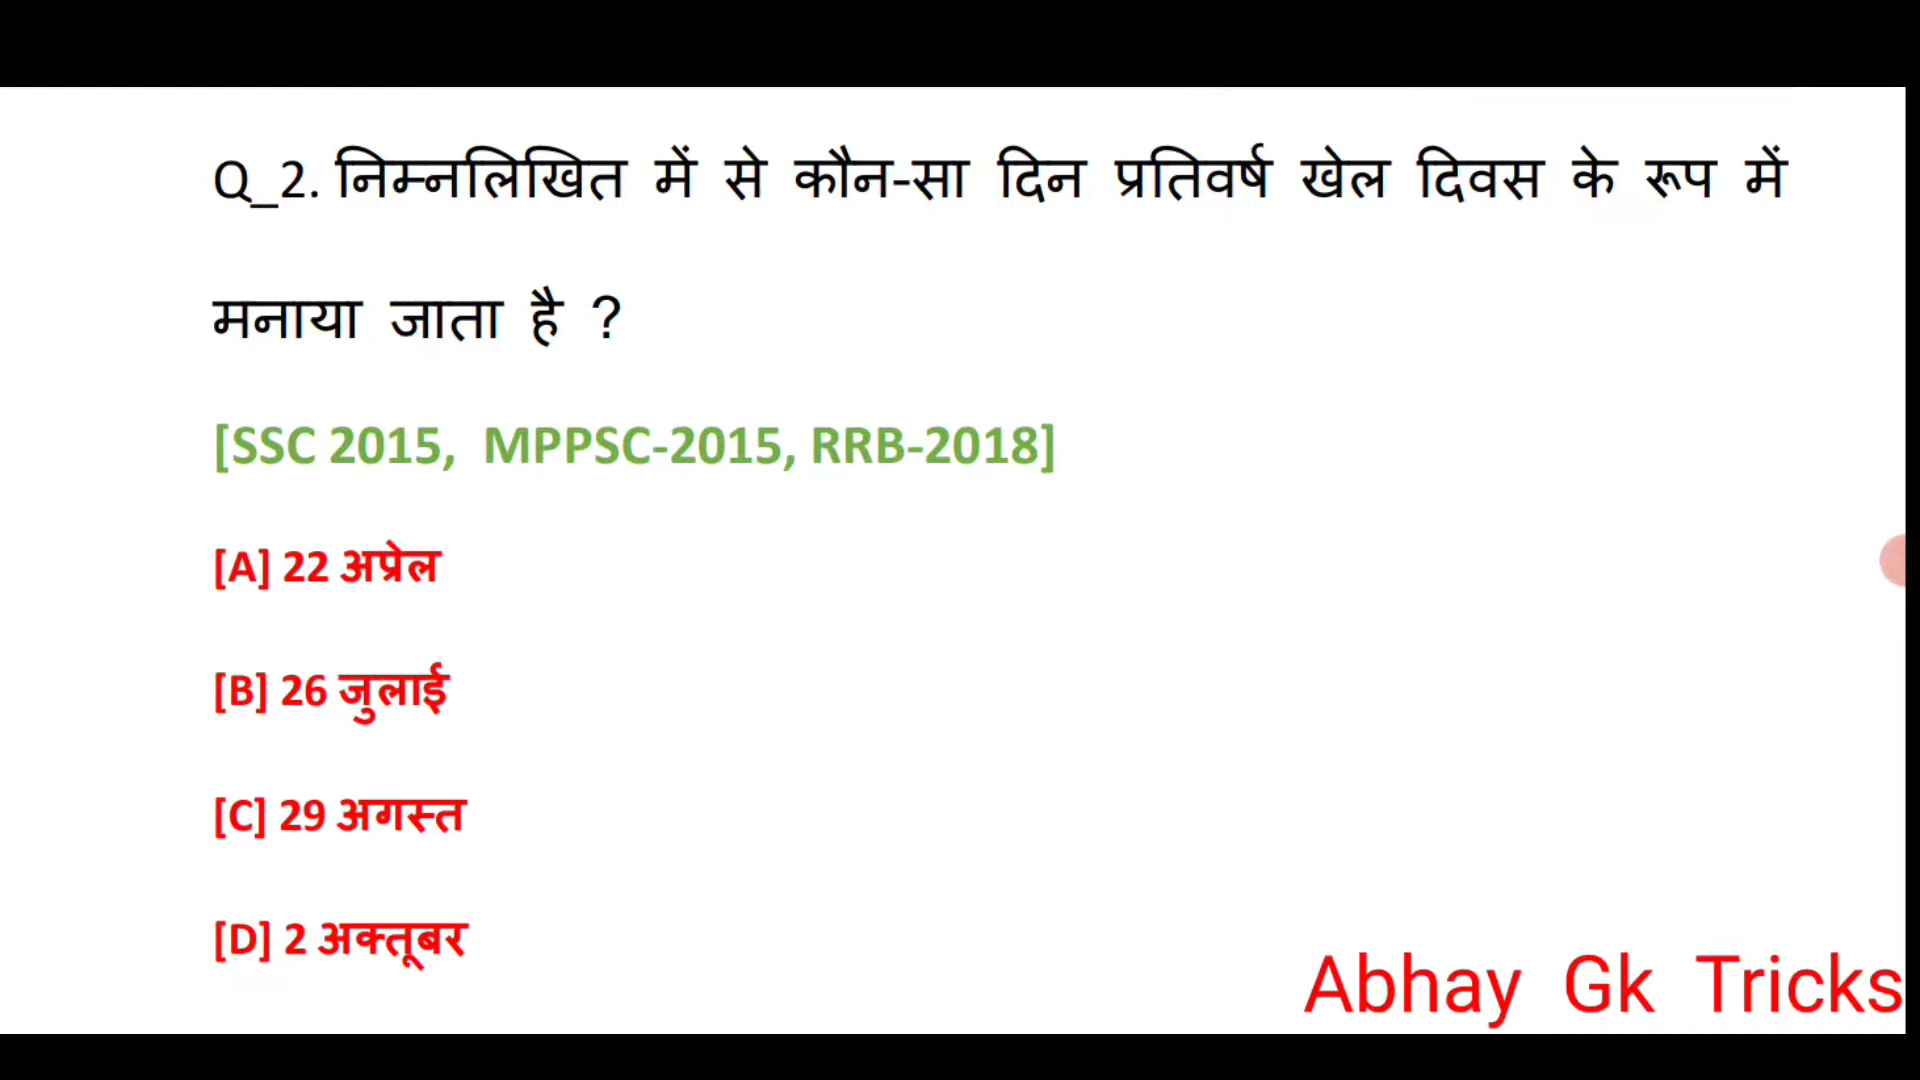 Q_2. निम्नलिखित में से कौन-सा दिन प्रतिवर्ष खेल दिवस के रूप में
मनाया जाता है ?
[SSC 2015, MPPSC-2015, RRB-2018]
[A] 22 अप्रेल
[B] 26 जुलाई
[C] 29 अगस्त
[D] 2 अक्तूबर
Abhay Gk Tricks